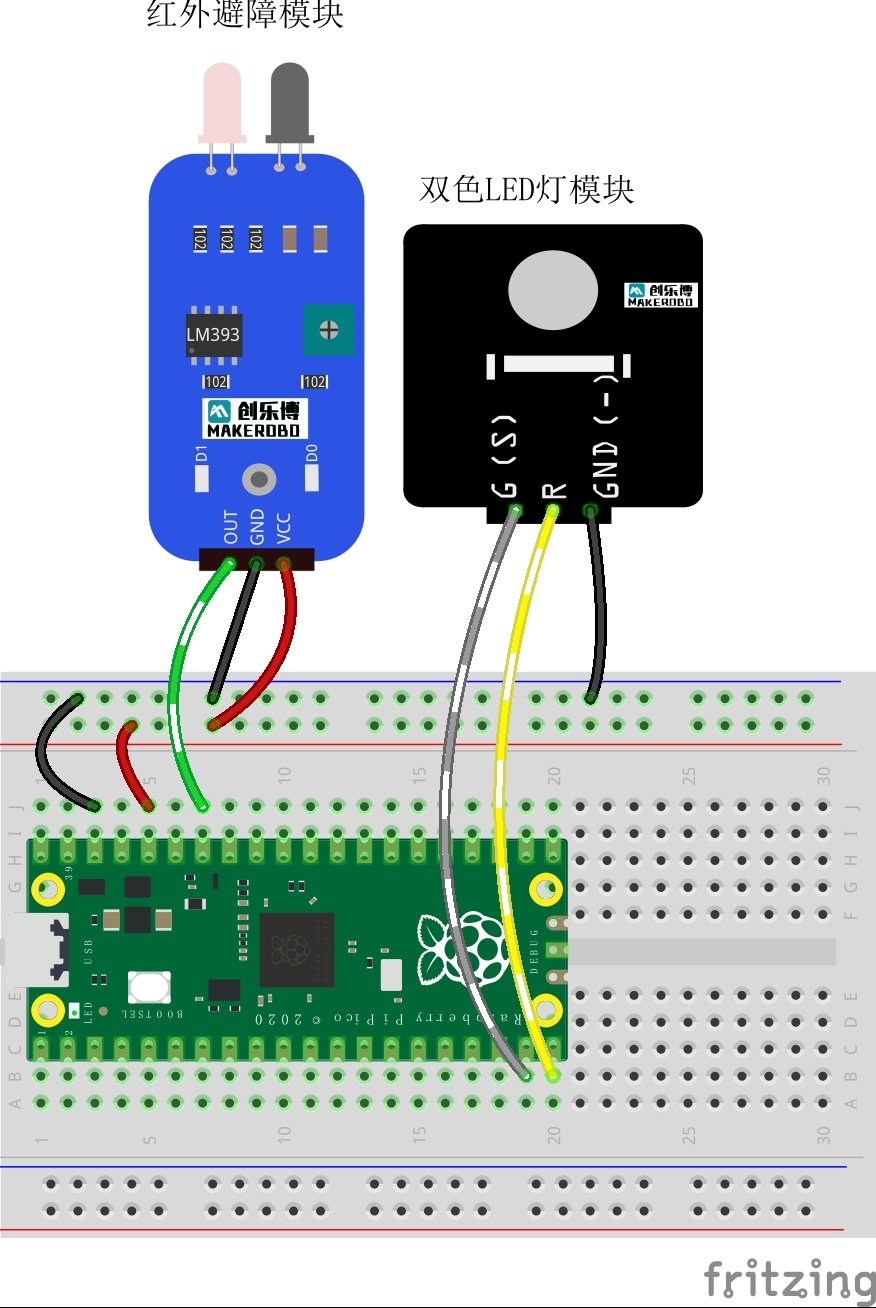 红外避障模块
双色LED灯模块
102
102
102
LM393
102
102
创乐博
MAKEROBO
D1
D0
OUT
GND
VCC
创乐博
MAKEROBO
G(S)
R
GND(-)
1
5
10
15
20
25
30
J
I
H
G
F
J
I
H
G
F
39
USB
DEBUG
LED
BOOTSEL
1
2
Raspberry Pi Pico © 2020
E
D
C
B
A
E
D
C
B
A
1
5
10
15
20
25
30
fritzing